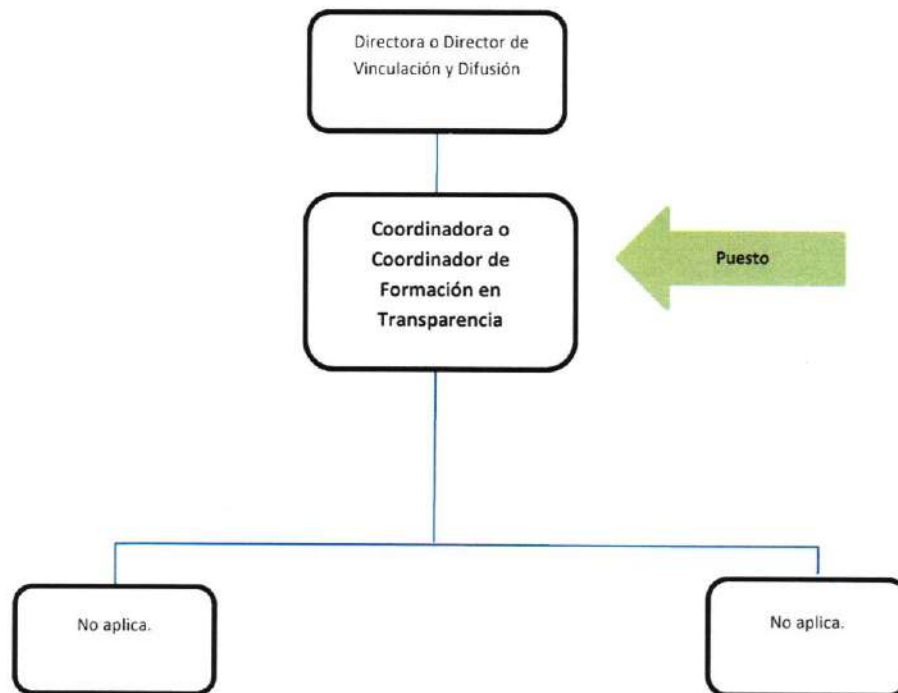 Directora o Director de
Vinculación y Difusión
Coordinadora o
Coordinador de
Formación en
Transparencia
Puesto
No aplica.
No aplica.